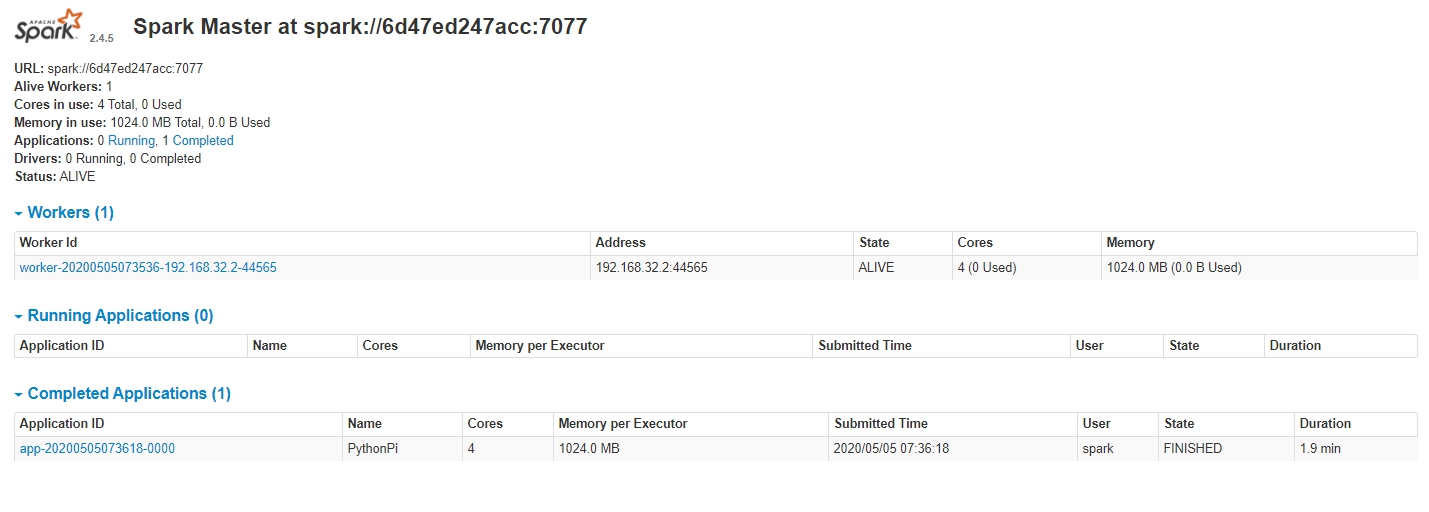 APACHE
Spark 2.4.5 Spark Master at spark://6d47ed247acc:7077
URL: spark://6d47ed247acc:7077
Alive Workers: 1
Cores in use: 4 Total, 0 Used
Memory in use: 1024.0 MB Total, 0.0 B Used
Applications: 0 Running, 1 Completed
Drivers: 0 Running, 0 Completed
Status: ALIVE
Workers (1)
Worker Id Address State Cores Memory
worker-20200505073536-192.168.32.2-44565 192.168.32.2:44565 ALIVE 4 (0 Used) 1024.0 MB (0.0 B Used)
Running Applications (0)
Application ID Name Cores Memory per Executor Submitted Time User State Duration
Completed Applications (1)
Application ID Name Cores Memory per Executor Submitted Time User State Duration
app-20200505073618-0000 PythonPi 4 1024.0 MB 2020/05/05 07:36:18 spark FINISHED 1.9 min